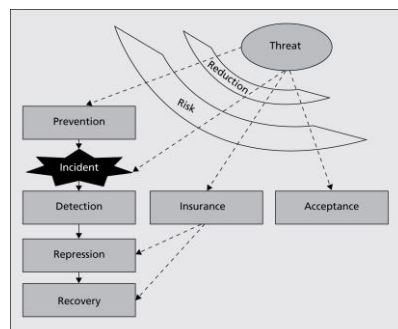 Threat
Reduction
Risk
Prevention
Incident
Detection
Insurance
Acceptance
Repression
Recovery